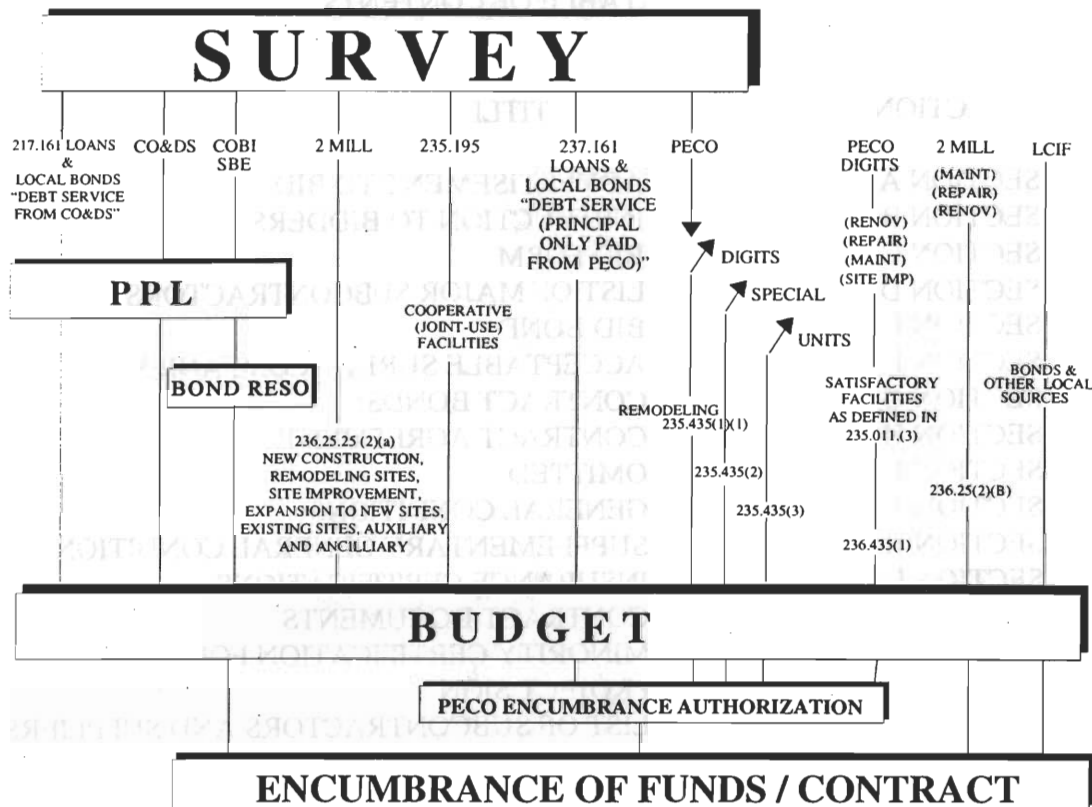 SURVEY
217.161 LOANS
&
LOCAL BONDS
"DEBT SERVICE
FROM CO&DS"
CO&DS
COBI
SBE
2 MILL
235.195
237.161
LOANS &
LOCAL BONDS
"DEBT SERVICE
(PRINCIPAL
ONLY PAID
FROM PECO)"
PECO
PECO
DIGITS
(RENOV)
(REPAIR)
(MAINT)
(SITE IMP)
2 MILL
(MAINT)
(REPAIR)
(RENOV)
LCIF
DIGITS
SPECIAL
UNITS
PPL
COOPERATIVE
(JOINT-USE)
FACILITIES
BOND RESO
BONDS &
OTHER LOCAL
SOURCES
REMODELING
235.435(1)(1)
SATISFACTORY
FACILITIES
AS DEFINED IN
235.011.(3)
236.25.25 (2)(a)
NEW CONSTRUCTION,
REMODELING SITES,
SITE IMPROVEMENT,
EXPANSION TO NEW SITES,
EXISTING SITES, AUXILIARY
AND ANCILLIARY
235.435(2)
235.435(3)
236.25(2)(B)
236.435(1)
BUDGET
PECO ENCUMBRANCE AUTHORIZATION
ENCUMBRANCE OF FUNDS / CONTRACT